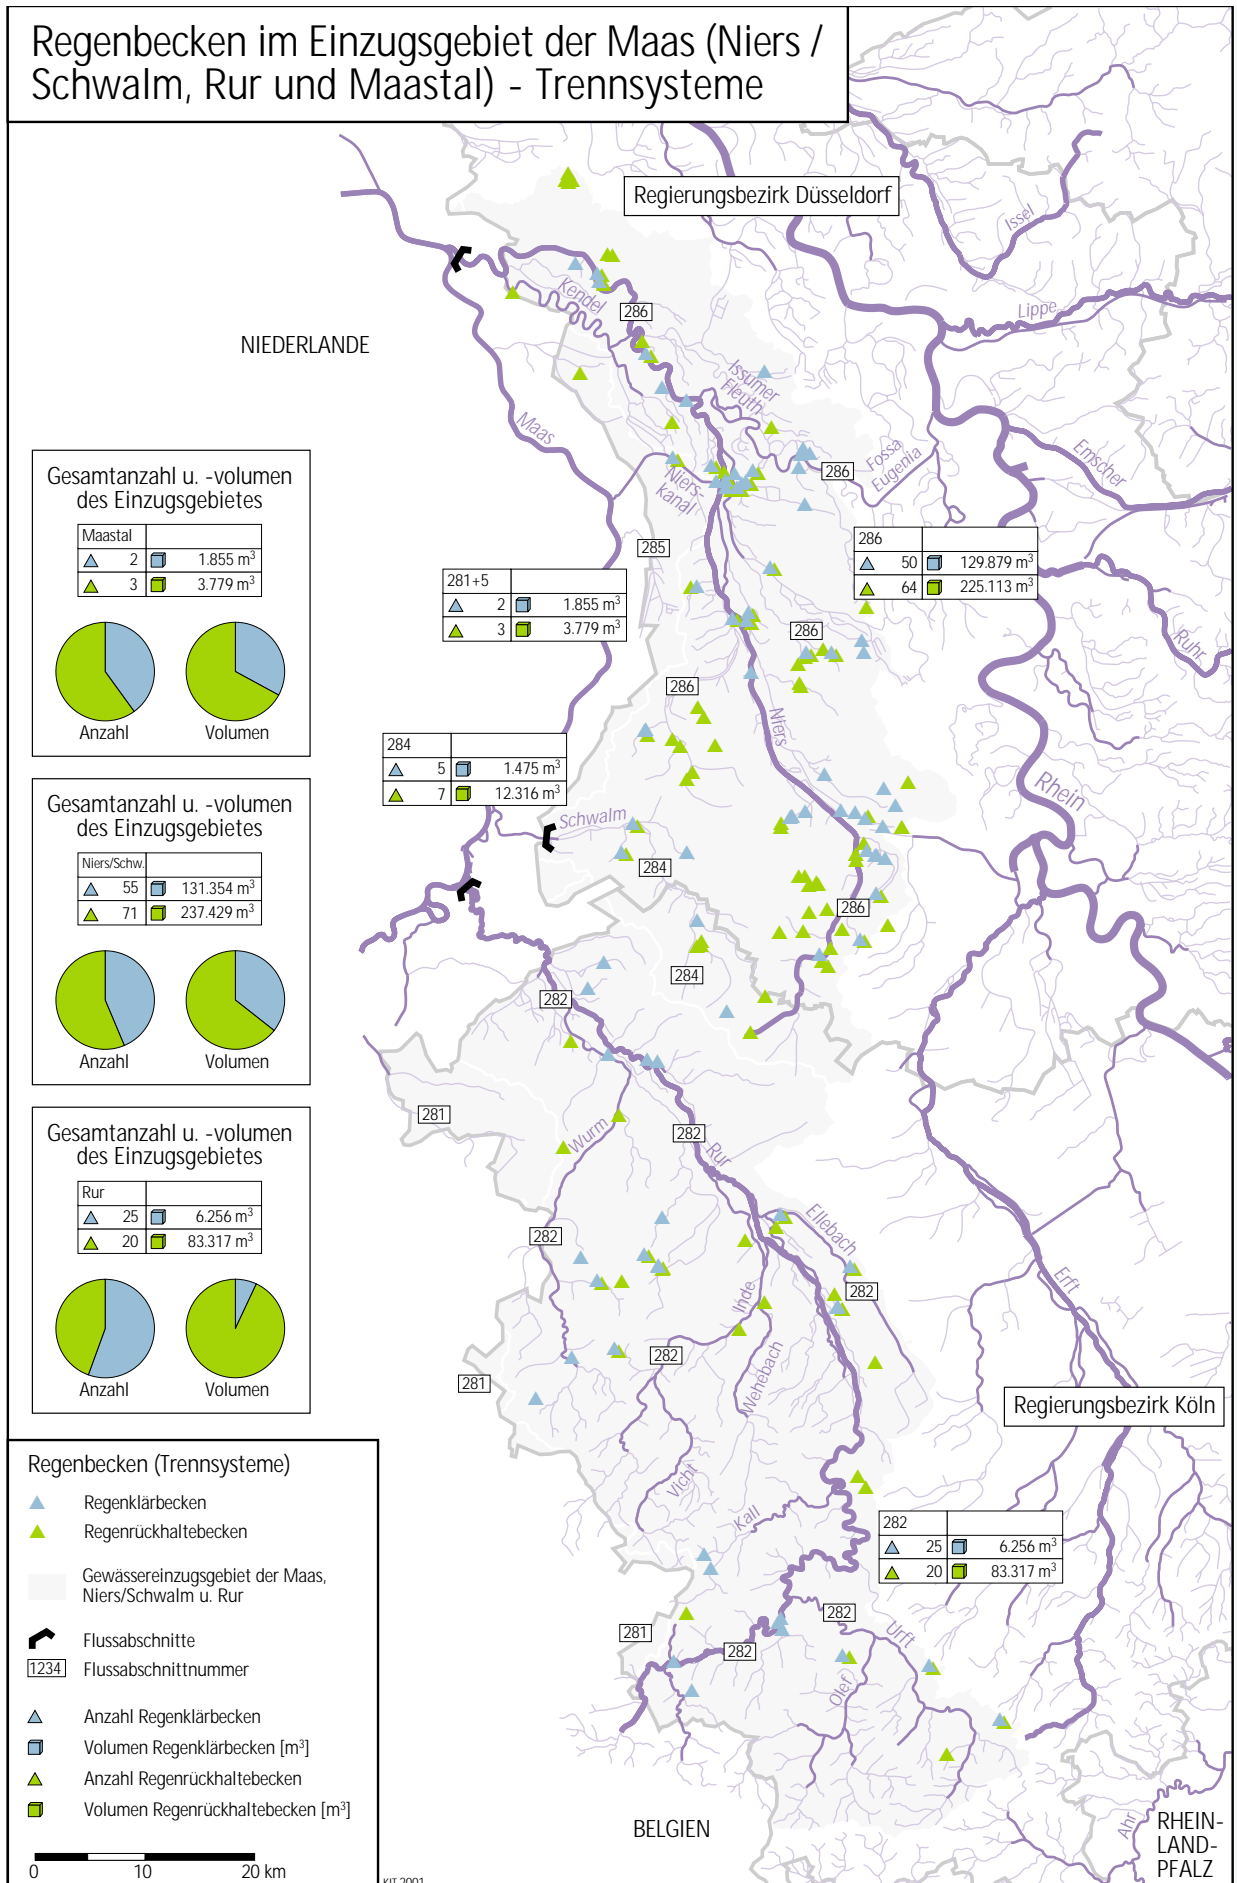 Regenbecken im Einzugsgebiet der Maas (Niers /
Schwalm, Rur und Maastal) - Trennsysteme
Regierungsbezirk Düsseldorf
Issel
Lippe
Kendel
286
NIEDERLANDE
Issumer
Fleuth
Maas
Fossa
Eugenia
Emscher
286
Niers-
kanal
Gesamtanzahl u. -volumen
des Einzugsgebietes
Maastal
2 1.855 m³
3 3.779 m³
Anzahl Volumen
285
281+5
2 1.855 m³
3 3.779 m³
286
50 129.879 m³
64 225.113 m³
286
Ruhr
286
Niers
284
5 1.475 m³
7 12.316 m³
Rhein
Schwalm
284
286
284
Gesamtanzahl u. -volumen
des Einzugsgebietes
Niers/Schw.
55 131.354 m³
71 237.429 m³
Anzahl Volumen
282
281
Wurm
282
Rur
Gesamtanzahl u. -volumen
des Einzugsgebietes
Rur
25 6.256 m³
20 83.317 m³
Anzahl Volumen
282
Ellebach
Erft
282
Inde
282
Wehebach
281
Regierungsbezirk Köln
Vicht
Kall
282
25 6.256 m³
20 83.317 m³
282
281
282
Urft
Olef
Regenbecken (Trennsysteme)
Regenklärbecken
Regenrückhaltebecken
Gewässereinzugsgebiet der Maas,
Niers/Schwalm u. Rur
Flussabschnitte
1234 Flussabschnittnummer
Anzahl Regenklärbecken
Volumen Regenklärbecken [m³]
Anzahl Regenrückhaltebecken
Volumen Regenrückhaltebecken [m³]
0 10 20 km
KIT 2001
BELGIEN
Ahr
RHEIN-
LAND-
PFALZ